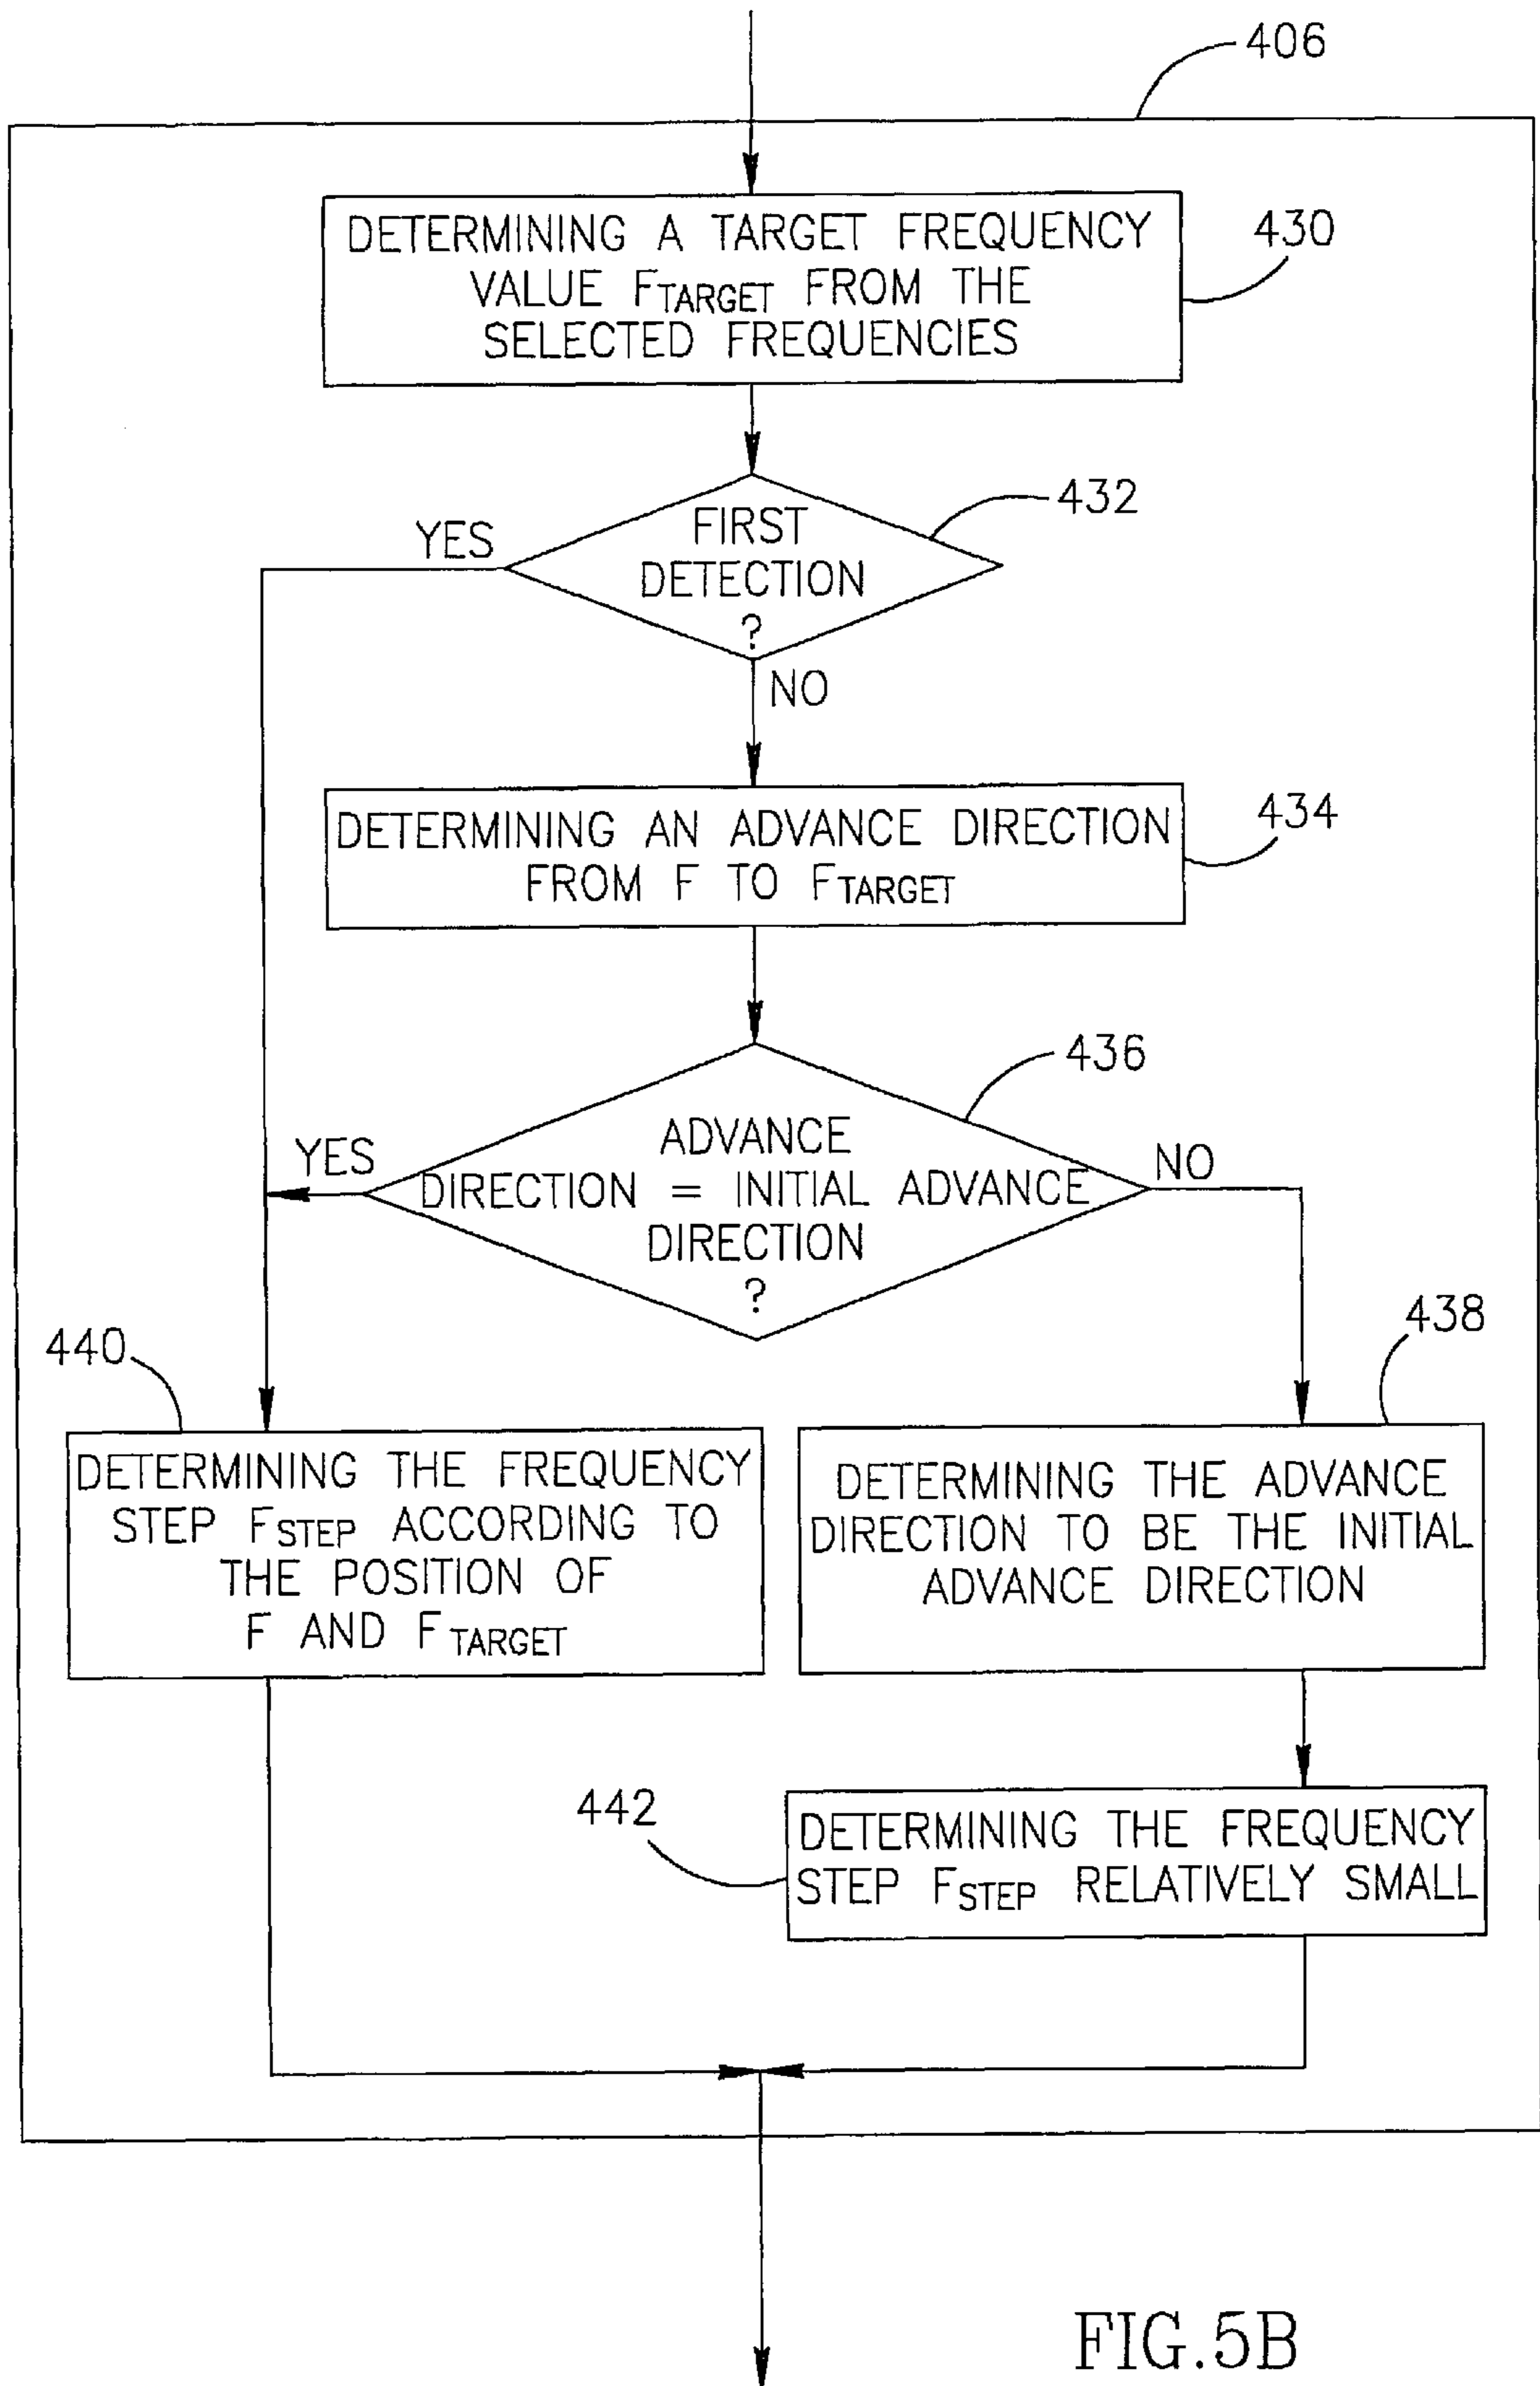 406
DETERMINING A TARGET FREQUENCY
VALUE FTARGET FROM THE
SELECTED FREQUENCIES
430
432
YES
FIRST
DETECTION
?
NO
DETERMINING AN ADVANCE DIRECTION
FROM F TO FTARGET
434
436
YES
ADVANCE
DIRECTION = INITIAL ADVANCE
DIRECTION
?
NO
438
440
DETERMINING THE FREQUENCY
STEP FSTEP ACCORDING TO
THE POSITION OF
F AND FTARGET
DETERMINING THE ADVANCE
DIRECTION TO BE THE INITIAL
ADVANCE DIRECTION
442
DETERMINING THE FREQUENCY
STEP FSTEP RELATIVELY SMALL
FIG.5B